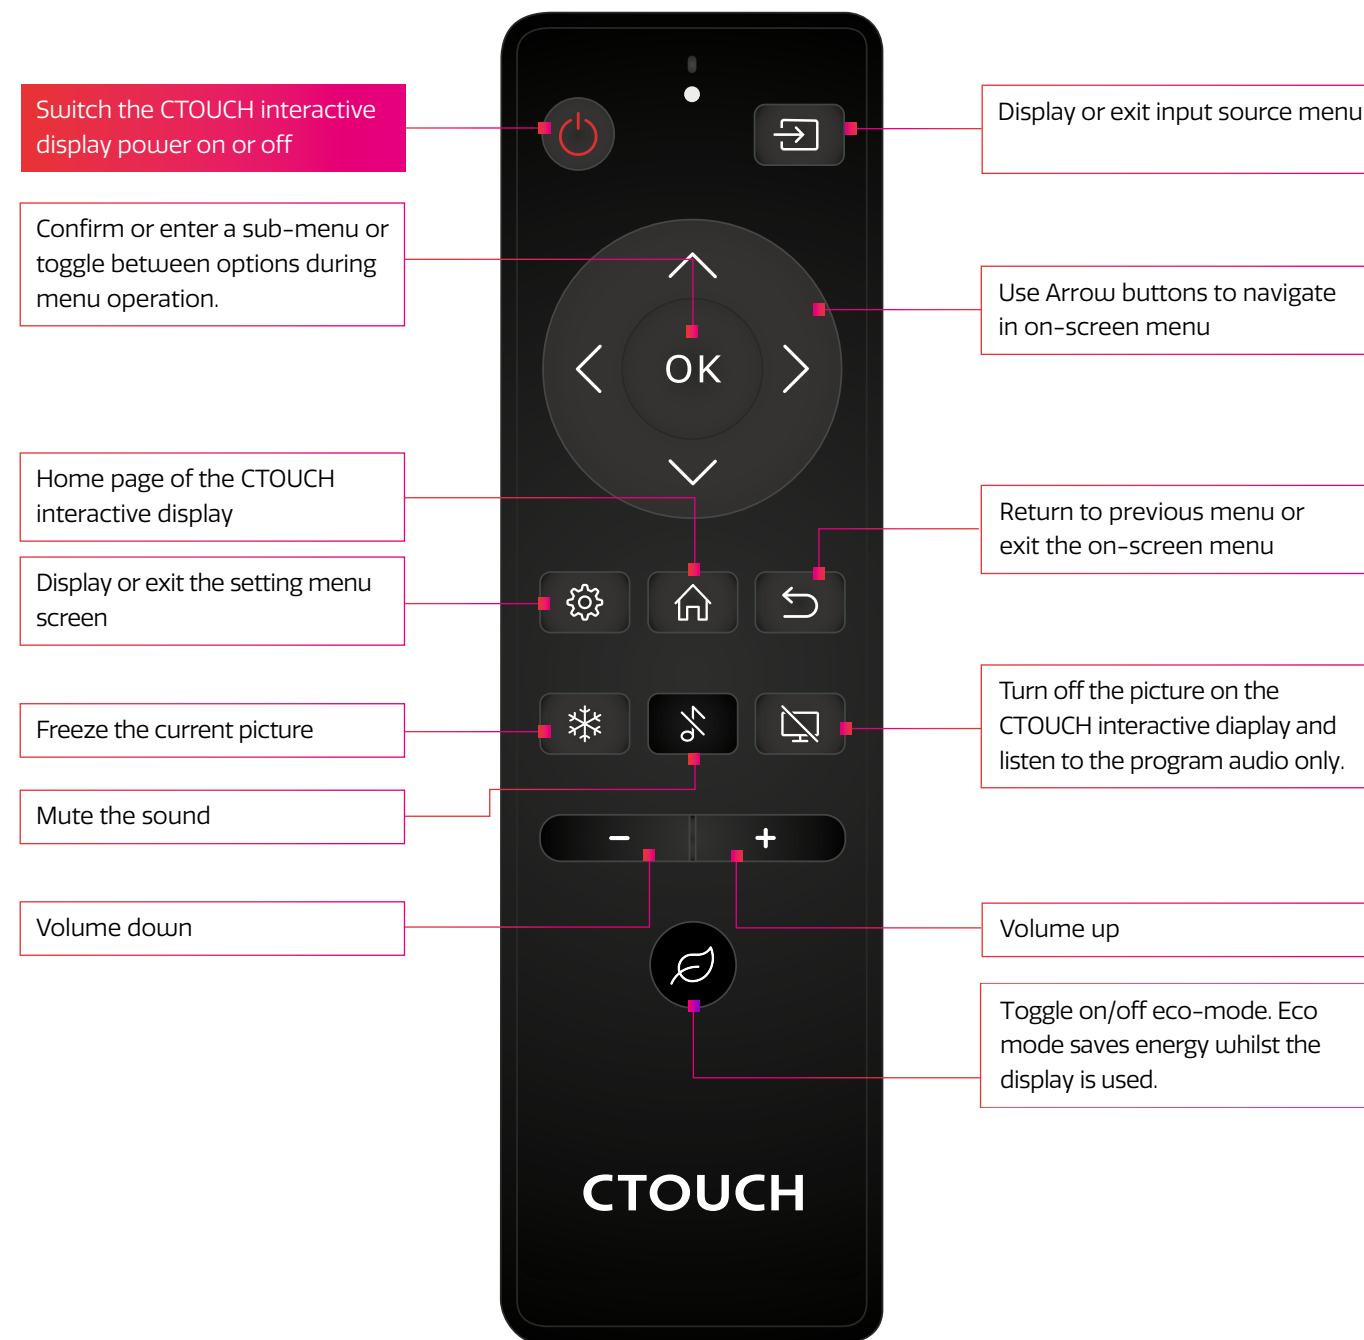 Switch the CTOUCH interactive
display power on or off
Display or exit input source menu
Confirm or enter a sub-menu or
toggle between options during
menu operation.
Use Arrow buttons to navigate
in on-screen menu
OK
Home page of the CTOUCH
interactive display
Return to previous menu or
exit the on-screen menu
Display or exit the setting menu
screen
Turn off the picture on the
CTOUCH interactive diaplay and
listen to the program audio only.
Freeze the current picture
Mute the sound
− +
Volume down
Volume up
Toggle on/off eco-mode. Eco
mode saves energy whilst the
display is used.
CTOUCH